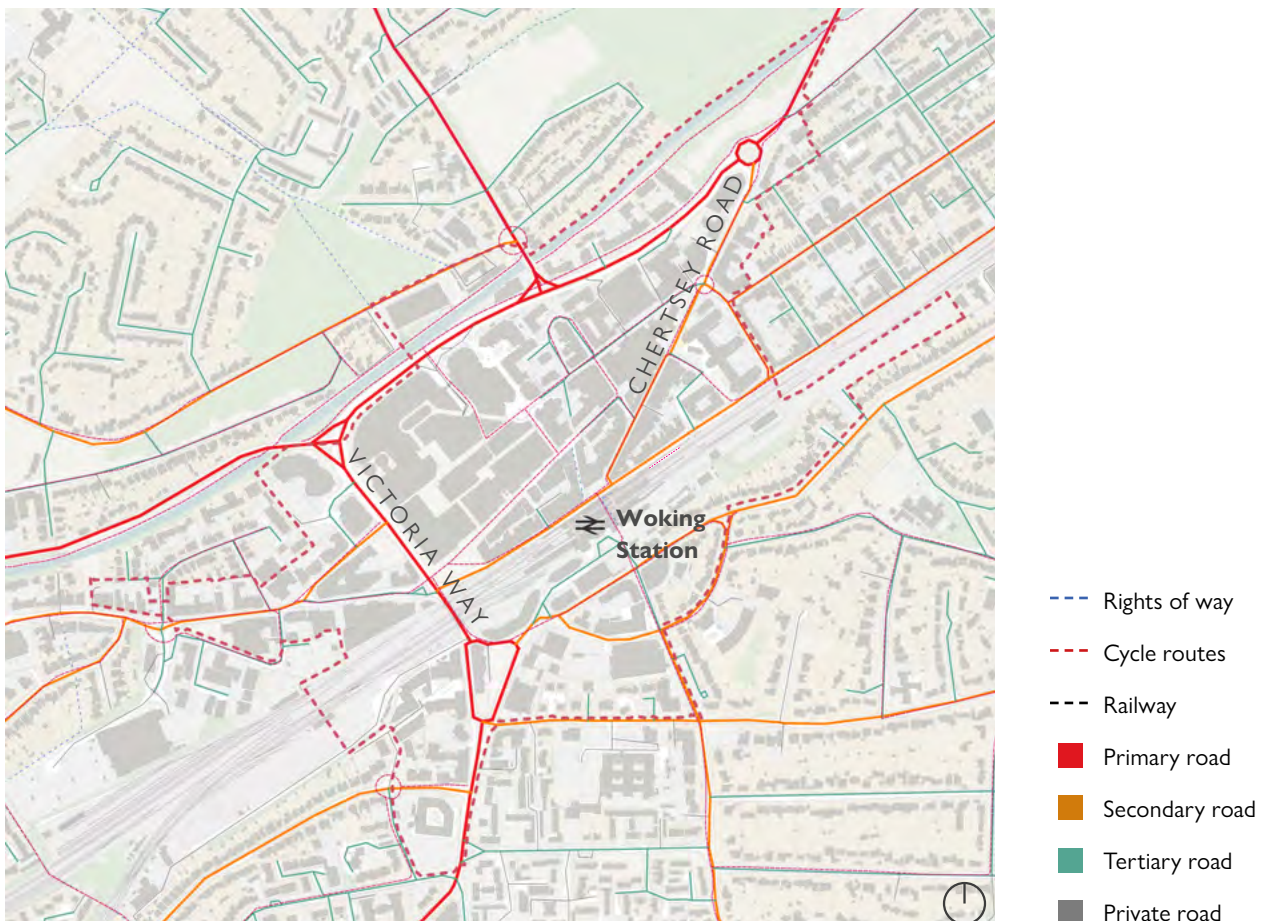 CHERTSEY ROAD
VICTORIA WAY
Woking
Station
Rights of way
Cycle routes
Railway
Primary road
Secondary road
Tertiary road
Private road